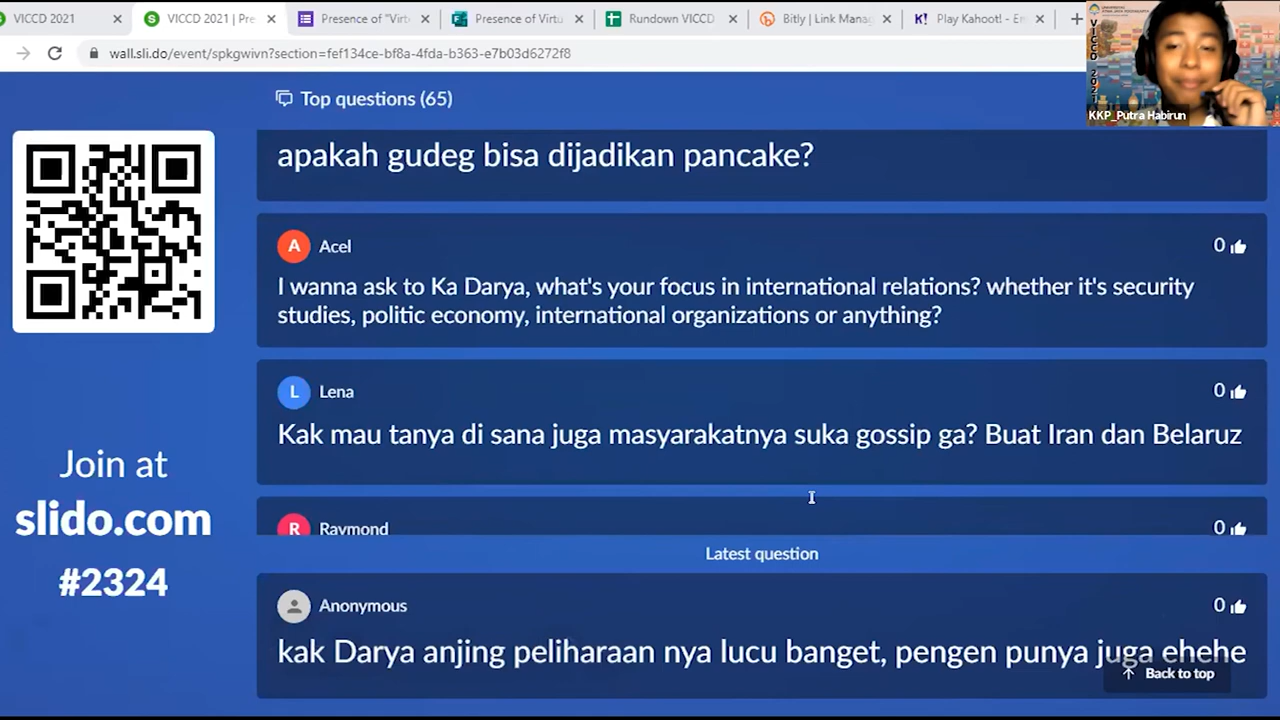 VICCD 2021
VICCD 2021 | Pre
Presence of "Virt
Presence of Virtu
Rundown VICCD
Bitly | Link Mana
Play Kahoot! - En
wall.sli.do/event/spkgwivn?section=fef134ce-bf8a-4fda-b363-e7b03d6272f8
VICCD 2021
KKP_Putra Habirun
Top questions (65)
apakah gudeg bisa dijadikan pancake?
A Acel 0
I wanna ask to Ka Darya, what's your focus in international relations? whether it's security
studies, politic economy, international organizations or anything?
L Lena 0
Kak mau tanya di sana juga masyarakatnya suka gossip ga? Buat Iran dan Belaruz
R Raymond 0
Join at
slido.com
#2324
Latest question
Anonymous 0
kak Darya anjing peliharaan nya lucu banget, pengen punya juga ehehe
Back to top